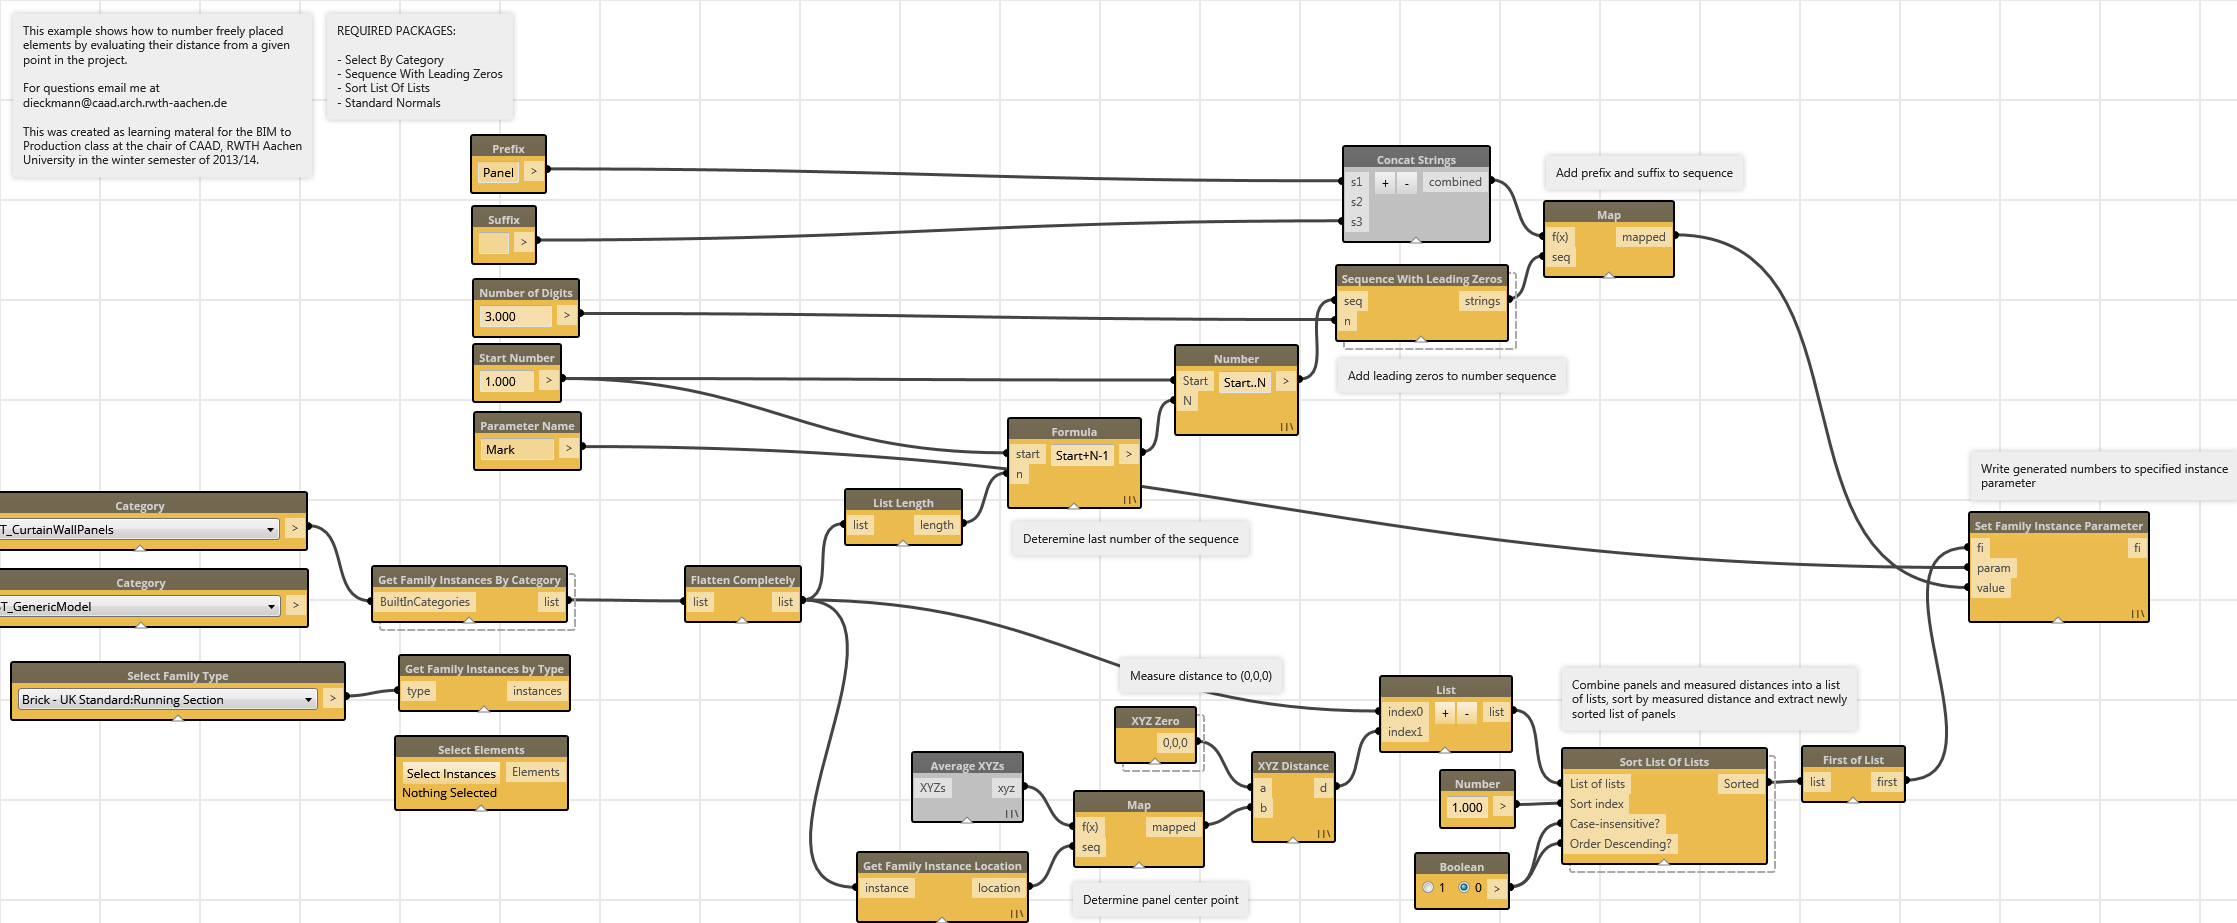 This example shows how to number freely placed
elements by evaluating their distance from a given
point in the project.
For questions email me at
dieckmann@caad.arch.rwth-aachen.de
This was created as learning materal for the BIM to
Production class at the chair of CAAD, RWTH Aachen
University in the winter semester of 2013/14.
REQUIRED PACKAGES:
- Select By Category
- Sequence With Leading Zeros
- Sort List Of Lists
- Standard Normals
Prefix
Panel >
Suffix
>
Number of Digits
3.000 >
Start Number
1.000 >
Parameter Name
Mark >
Concat Strings
s1 + - combined
s2
s3
Add prefix and suffix to sequence
Map
f(x) mapped
seq
Sequence With Leading Zeros
seq strings
n
Add leading zeros to number sequence
Number
Start Start..N >
N
Formula
start Start+N-1 >
n
Deteremine last number of the sequence
List Length
list length
Category
T_CurtainWallPanels >
Category
T_GenericModel >
Get Family Instances By Category
BuiltInCategories list
Flatten Completely
list list
Select Family Type
Brick - UK Standard:Running Section >
Get Family Instances by Type
type instances
Select Elements
Select Instances Elements
Nothing Selected
Write generated numbers to specified instance
parameter
Set Family Instance Parameter
fi fi
param
value
Measure distance to (0,0,0)
XYZ Zero
0,0,0
Average XYZs
XYZs xyz
Map
f(x) mapped
seq
Get Family Instance Location
instance location
Determine panel center point
XYZ Distance
a d
b
List
index0 + - list
index1
Combine panels and measured distances into a list
of lists, sort by measured distance and extract newly
sorted list of panels
Number
1.000 >
Boolean
1 0 >
Sort List Of Lists
List of lists Sorted
Sort index
Case-insensitive?
Order Descending?
First of List
list first